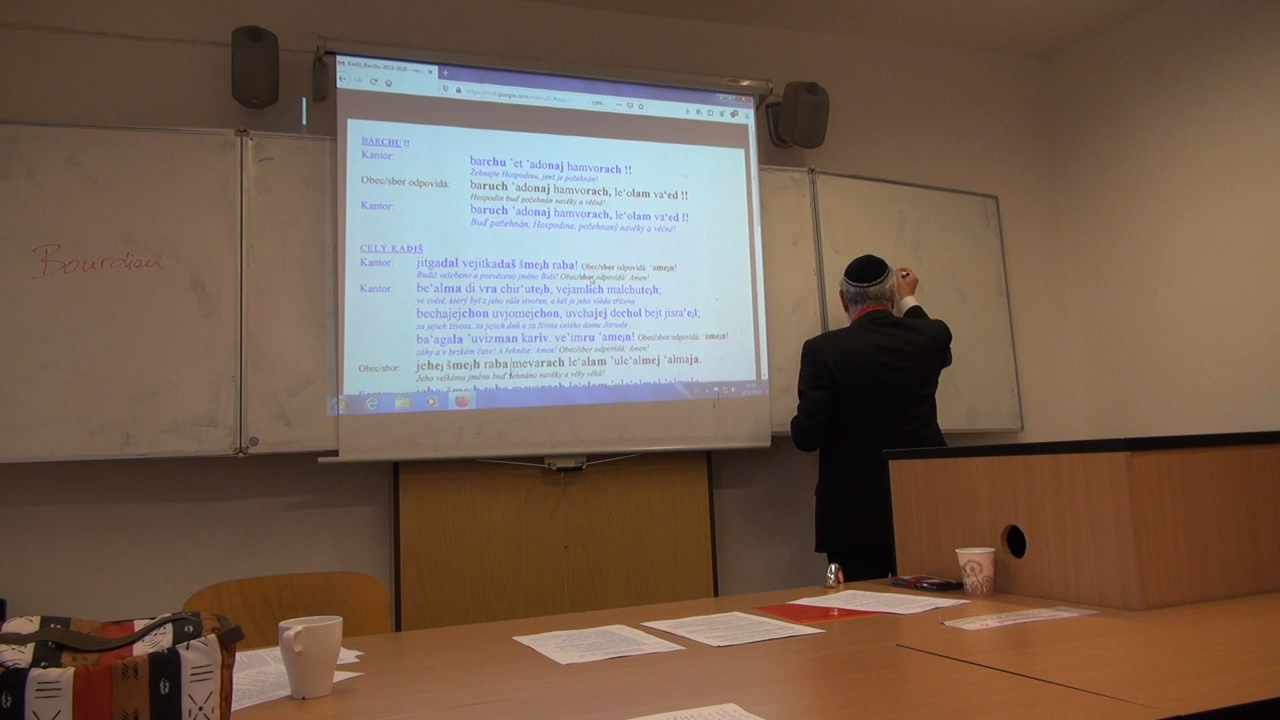 Bourdieu
BARCHU !!
Kantor: barchu 'et 'adonaj hamvorach !!
Žehnejte Hospodinu, jenž je požehnán!
Obec/sbor odpovídá: baruch 'adonaj hamvorach, le‘olam va‘ed !!
Hospodin buď požehnán navěky a věčně!
Kantor: baruch 'adonaj hamvorach, le‘olam va‘ed !!
Buď požehnán, Hospodine, požehnaný navěky a věčně!
CELÝ KADIŠ
Kantor: jitgadal vejitkadaš šmejh raba! Obec/sbor odpovídá: 'amejn!
Budiž velebeno a posvěceno jméno Boží! Obec/sbor odpovídá: Amen!
Kantor: be‘alma di vra chir‘utejh, vejamlich malchutejh;
ve světě, který byl z jeho vůle stvořen, a kéž je jeho vláda zřízena
bechajejchon uvjomejchon, uvchajej dechol bejt jisra'ejl;
za jejich života, za jejich dnů a za života celého domu Jisraele
ba‘agala 'uvizman kariv, ve'imru 'amejn! Obec/sbor odpovídá: 'amejn!
záhy a v brzkém čase! A řekněte: Amen! Obec/sbor odpovídá: Amen!
Obec/sbor: jehej šmejh raba mevarach le‘alam 'ule‘almej 'almaja.
Jeho velkému jménu buď žehnáno navěky a věky věků!